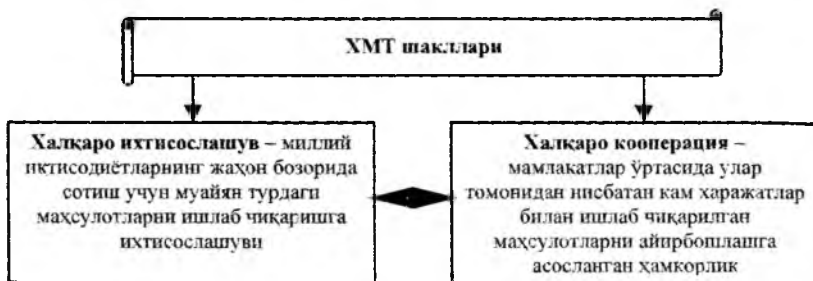 ХМТ шакллари
Халқаро ихтисослашув – миллий
иқтисодиётларнинг жаҳон бозорида
сотиш учун муайян турдаги
маҳсулотларни ишлаб чиқаришга
ихтисослашуви
Халқаро кооперация –
мамлакатлар ўртасида улар
томонидан нисбатан кам харажатлар
билан ишлаб чиқарилган
маҳсулотларни айирбошлашга
асосланган ҳамкорлик